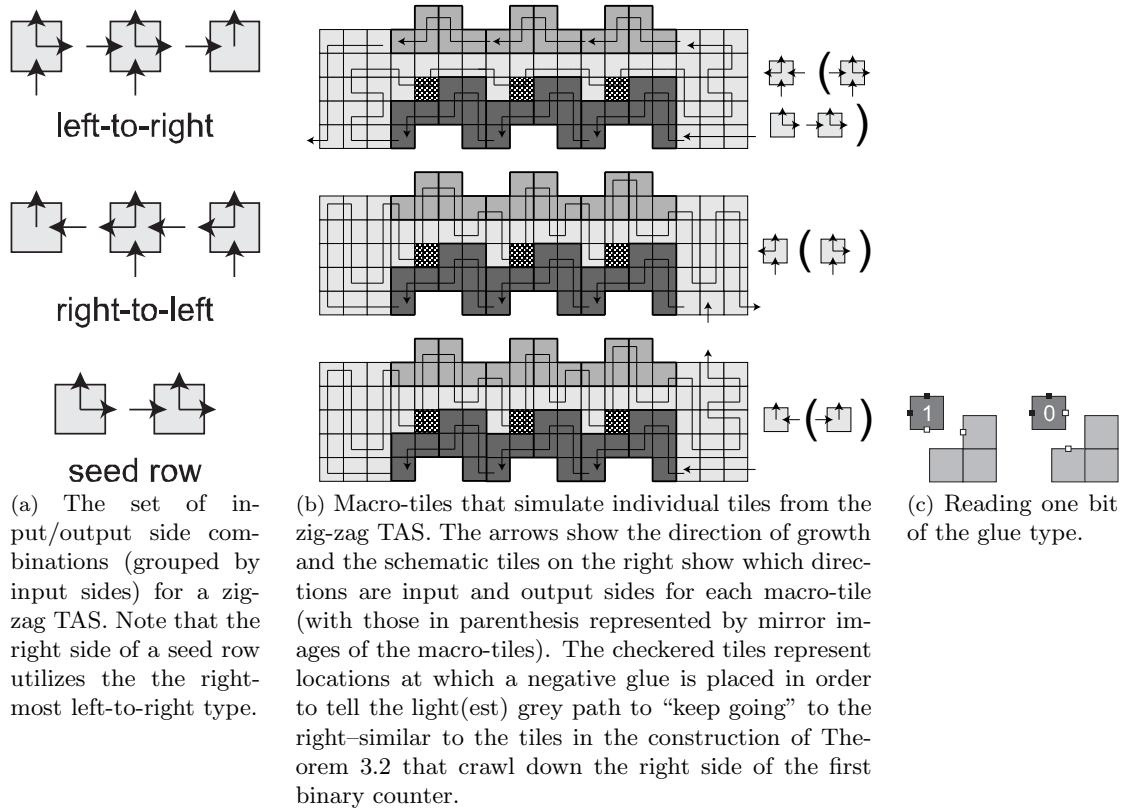 left-to-right
right-to-left
seed row
(a) The set of in-
put/output side com-
binations (grouped by
input sides) for a zig-
zag TAS. Note that the
right side of a seed row
utilizes the the right-
most left-to-right type.
(
)
(
)
(
)
(b) Macro-tiles that simulate individual tiles from the
zig-zag TAS. The arrows show the direction of growth
and the schematic tiles on the right show which direc-
tions are input and output sides for each macro-tile
(with those in parenthesis represented by mirror im-
ages of the macro-tiles). The checkered tiles represent
locations at which a negative glue is placed in order
to tell the light(est) grey path to “keep going” to the
right–similar to the tiles in the construction of The-
orem 3.2 that crawl down the right side of the first
binary counter.
1 0
(c) Reading one bit
of the glue type.